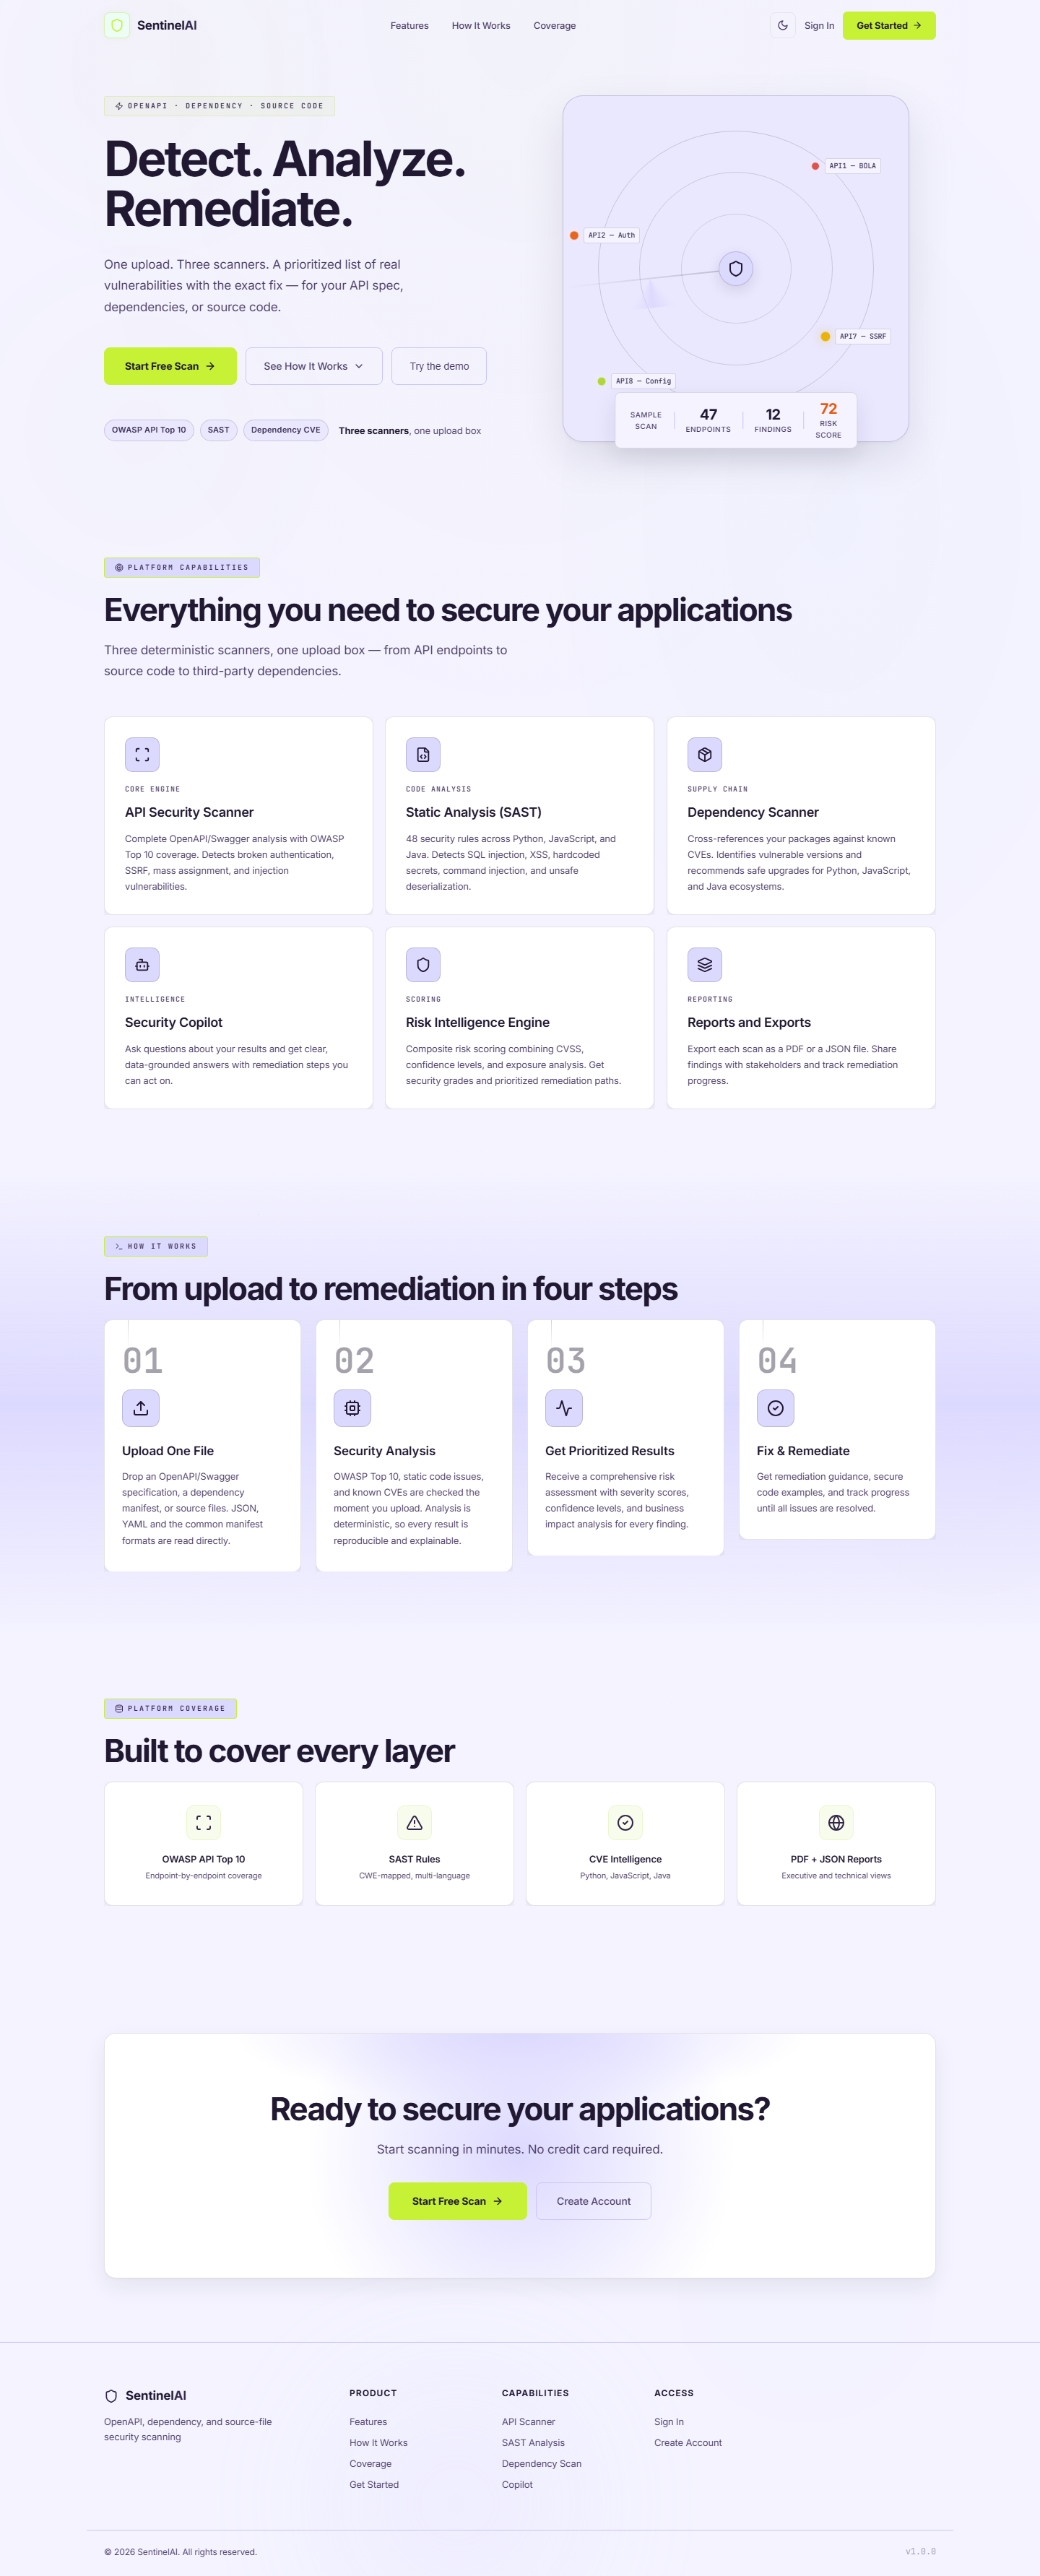 SentinelAI
Features
How It Works
Coverage
Sign In
Get Started
OPENAPI · DEPENDENCY · SOURCE CODE
Detect. Analyze.
Remediate.
One upload. Three scanners. A prioritized list of real
vulnerabilities with the exact fix — for your API spec,
dependencies, or source code.
Start Free Scan
See How It Works
Try the demo
OWASP API Top 10
SAST
Dependency CVE
Three scanners, one upload box
API1 — BOLA
API2 — Auth
API7 — SSRF
API8 — Config
SAMPLE
SCAN
47
ENDPOINTS
12
FINDINGS
72
RISK
SCORE
PLATFORM CAPABILITIES
Everything you need to secure your applications
Three deterministic scanners, one upload box — from API endpoints to
source code to third-party dependencies.
CORE ENGINE
API Security Scanner
Complete OpenAPI/Swagger analysis with OWASP
Top 10 coverage. Detects broken authentication,
SSRF, mass assignment, and injection
vulnerabilities.
CODE ANALYSIS
Static Analysis (SAST)
48 security rules across Python, JavaScript, and
Java. Detects SQL injection, XSS, hardcoded
secrets, command injection, and unsafe
deserialization.
SUPPLY CHAIN
Dependency Scanner
Cross-references your packages against known
CVEs. Identifies vulnerable versions and
recommends safe upgrades for Python, JavaScript,
and Java ecosystems.
INTELLIGENCE
Security Copilot
Ask questions about your results and get clear,
data-grounded answers with remediation steps you
can act on.
SCORING
Risk Intelligence Engine
Composite risk scoring combining CVSS,
confidence levels, and exposure analysis. Get
security grades and prioritized remediation paths.
REPORTING
Reports and Exports
Export each scan as a PDF or a JSON file. Share
findings with stakeholders and track remediation
progress.
HOW IT WORKS
From upload to remediation in four steps
01
Upload One File
Drop an OpenAPI/Swagger
specification, a dependency
manifest, or source files. JSON,
YAML and the common manifest
formats are read directly.
02
Security Analysis
OWASP Top 10, static code issues,
and known CVEs are checked the
moment you upload. Analysis is
deterministic, so every result is
reproducible and explainable.
03
Get Prioritized Results
Receive a comprehensive risk
assessment with severity scores,
confidence levels, and business
impact analysis for every finding.
04
Fix & Remediate
Get remediation guidance, secure
code examples, and track progress
until all issues are resolved.
PLATFORM COVERAGE
Built to cover every layer
OWASP API Top 10
Endpoint-by-endpoint coverage
SAST Rules
CWE-mapped, multi-language
CVE Intelligence
Python, JavaScript, Java
PDF + JSON Reports
Executive and technical views
Ready to secure your applications?
Start scanning in minutes. No credit card required.
Start Free Scan
Create Account
SentinelAI
OpenAPI, dependency, and source-file
security scanning
PRODUCT
Features
How It Works
Coverage
Get Started
CAPABILITIES
API Scanner
SAST Analysis
Dependency Scan
Copilot
ACCESS
Sign In
Create Account
© 2026 SentinelAI. All rights reserved.
v1.0.0